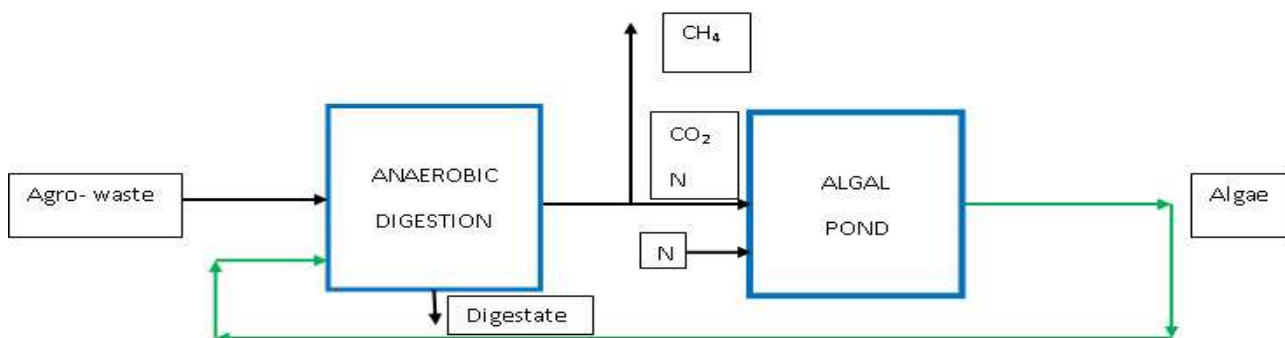 CH₄
CO₂
N
ANAEROBIC
DIGESTION
ALGAL
POND
Agro- waste
Algae
N
Digestate